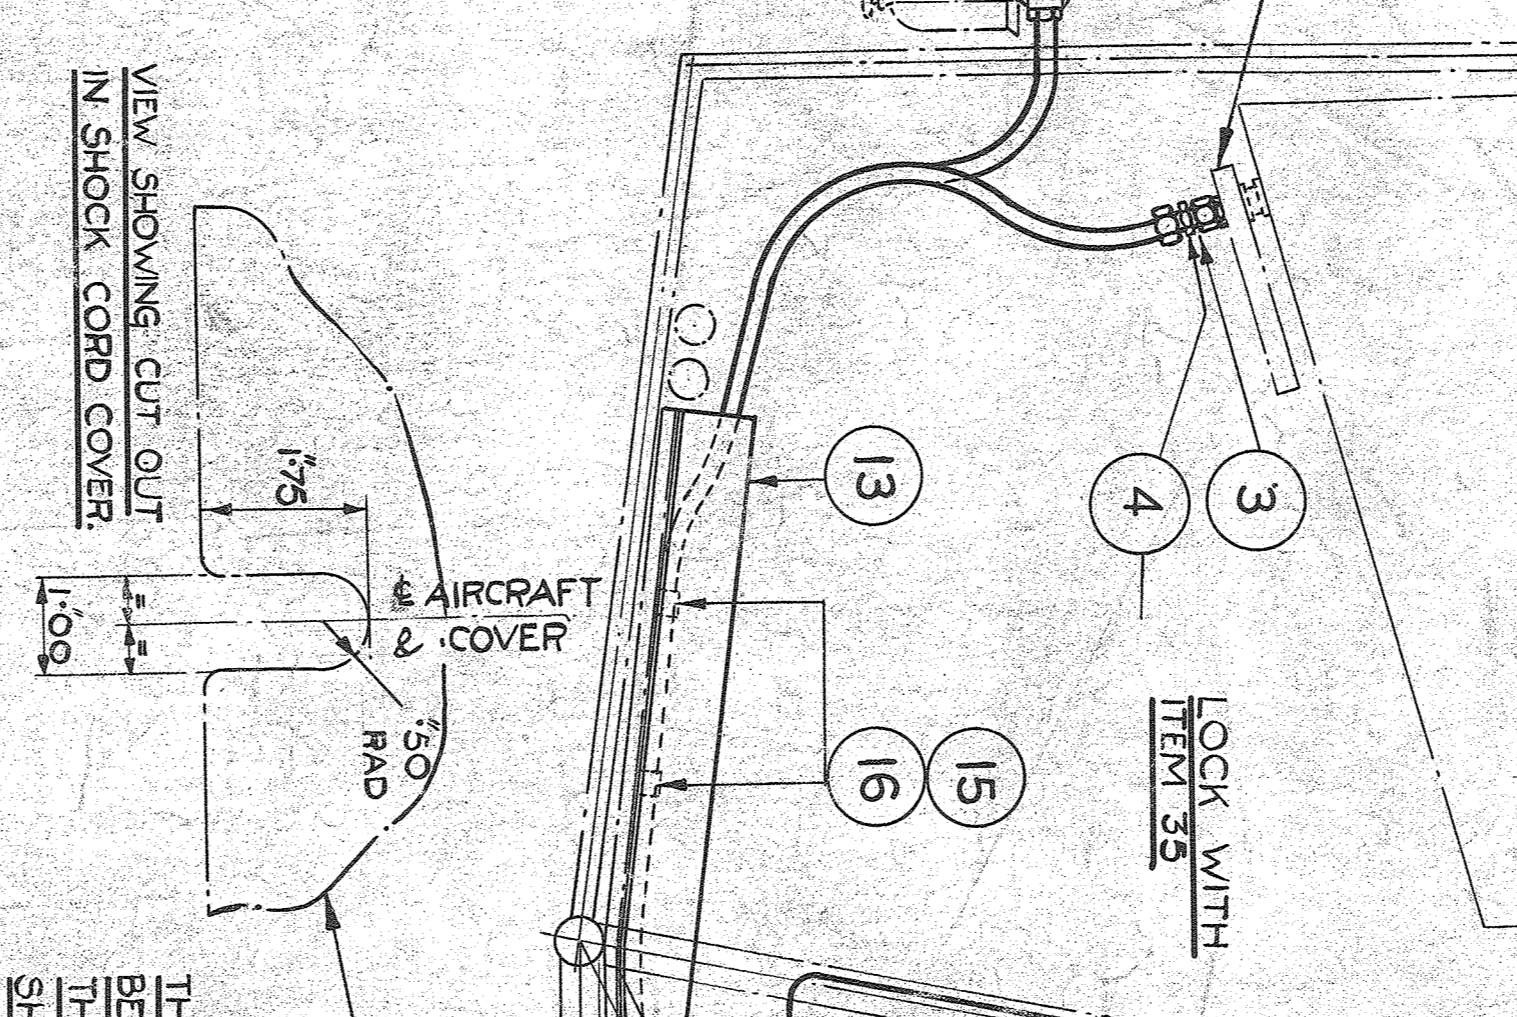 VIEW SHOWING CUT OUT
IN SHOCK CORD COVER.
1·"75
1·"00
=
=
℄ AIRCRAFT
& COVER
·"50
RAD
13
3
4
15
16
LOCK WITH
ITEM 35